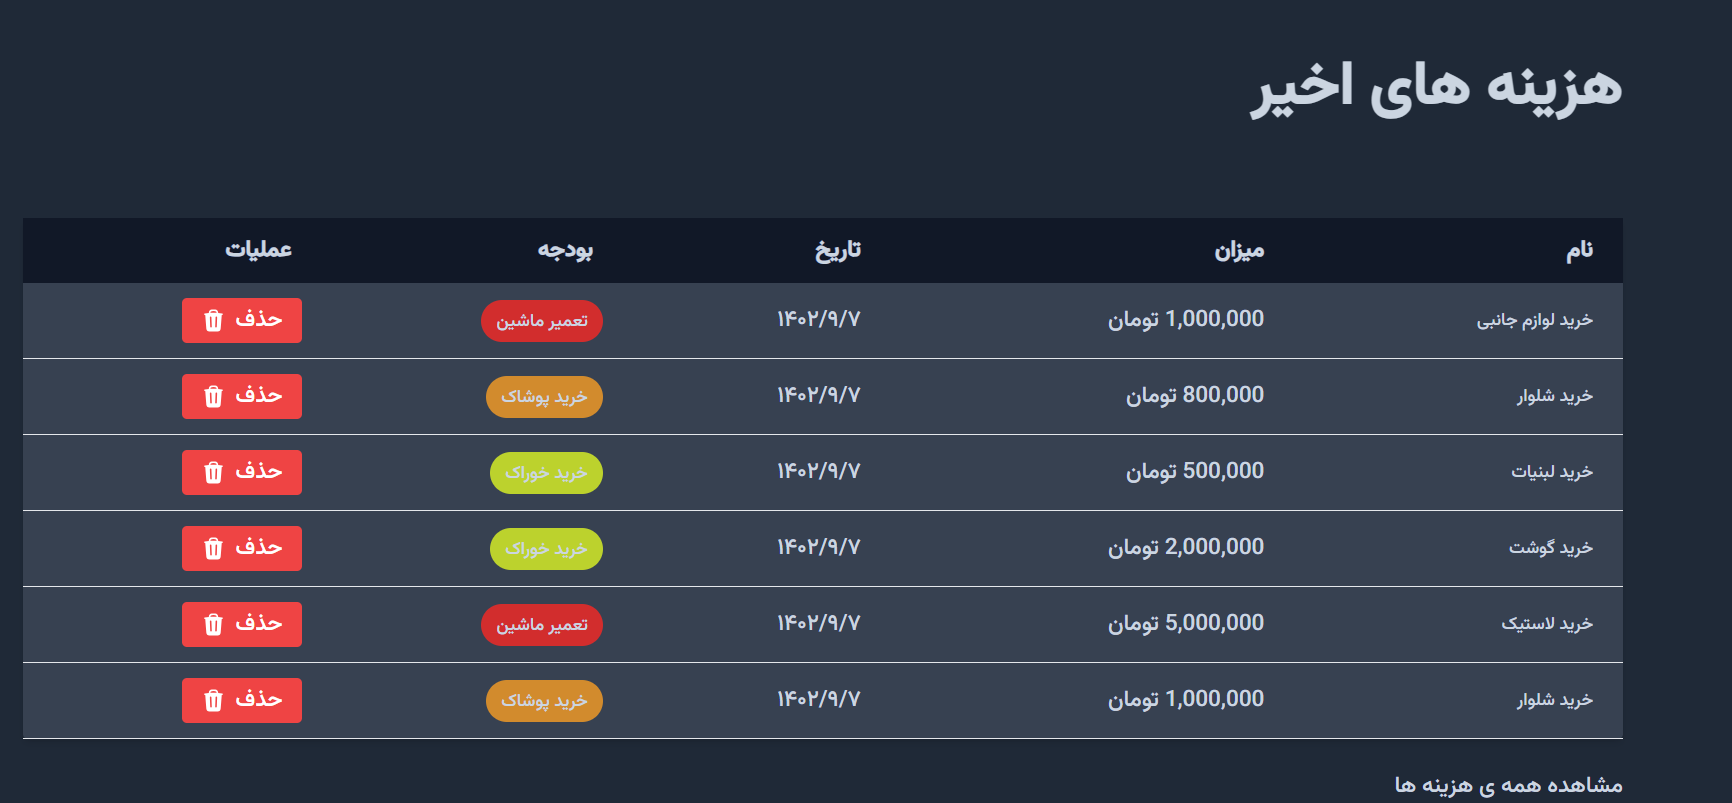 هزینه های اخیر
نام میزان تاریخ بودجه عملیات
خرید لوازم جانبی 1,000,000 تومان ۱۴۰۲/۹/۷ تعمیر ماشین حذف
خرید شلوار 800,000 تومان ۱۴۰۲/۹/۷ خرید پوشاک حذف
خرید لبنیات 500,000 تومان ۱۴۰۲/۹/۷ خرید خوراک حذف
خرید گوشت 2,000,000 تومان ۱۴۰۲/۹/۷ خرید خوراک حذف
خرید لاستیک 5,000,000 تومان ۱۴۰۲/۹/۷ تعمیر ماشین حذف
خرید شلوار 1,000,000 تومان ۱۴۰۲/۹/۷ خرید پوشاک حذف
مشاهده همه ی هزینه ها